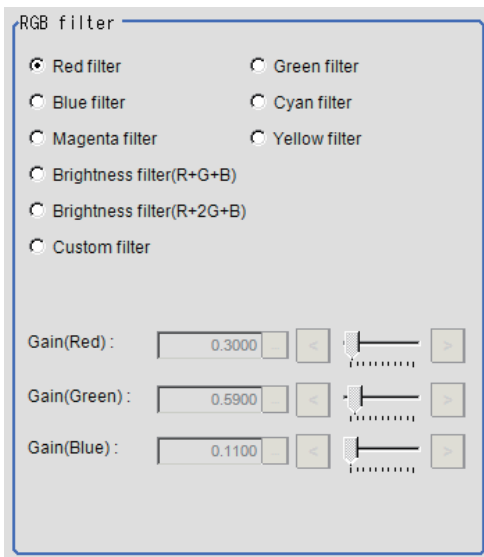 RGB filter
Red filter Green filter
Blue filter Cyan filter
Magenta filter Yellow filter
Brightness filter(R+G+B)
Brightness filter(R+2G+B)
Custom filter
Gain(Red) : 0.3000 ... < >
Gain(Green) : 0.5900 ... < >
Gain(Blue) : 0.1100 ... < >